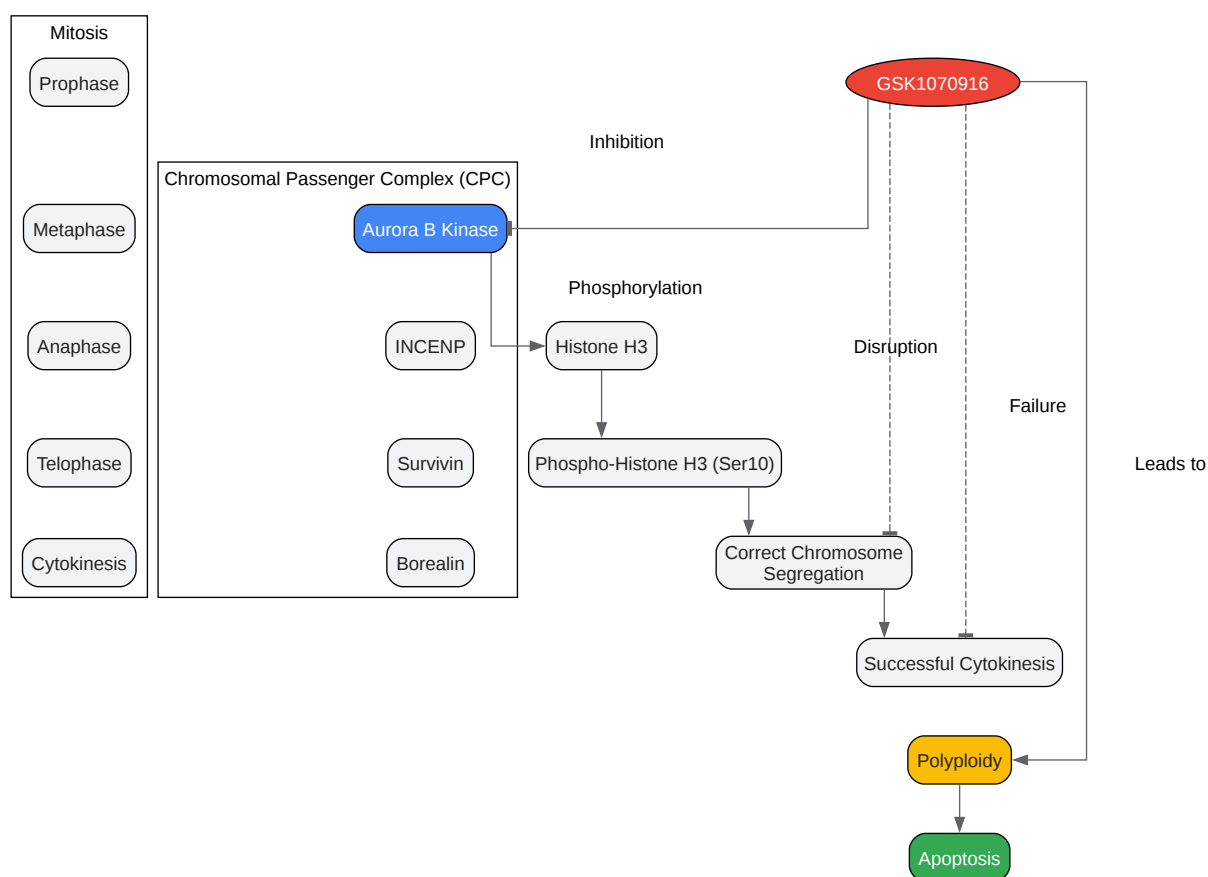 Mitosis
Prophase
GSK1070916
Inhibition
Chromosomal Passenger Complex (CPC)
Metaphase
Aurora B Kinase
Phosphorylation
Anaphase
INCENP
Histone H3
Disruption
Failure
Telophase
Survivin
Phospho-Histone H3 (Ser10)
Leads to
Cytokinesis
Borealin
Correct Chromosome
Segregation
Successful Cytokinesis
Polyploidy
Apoptosis